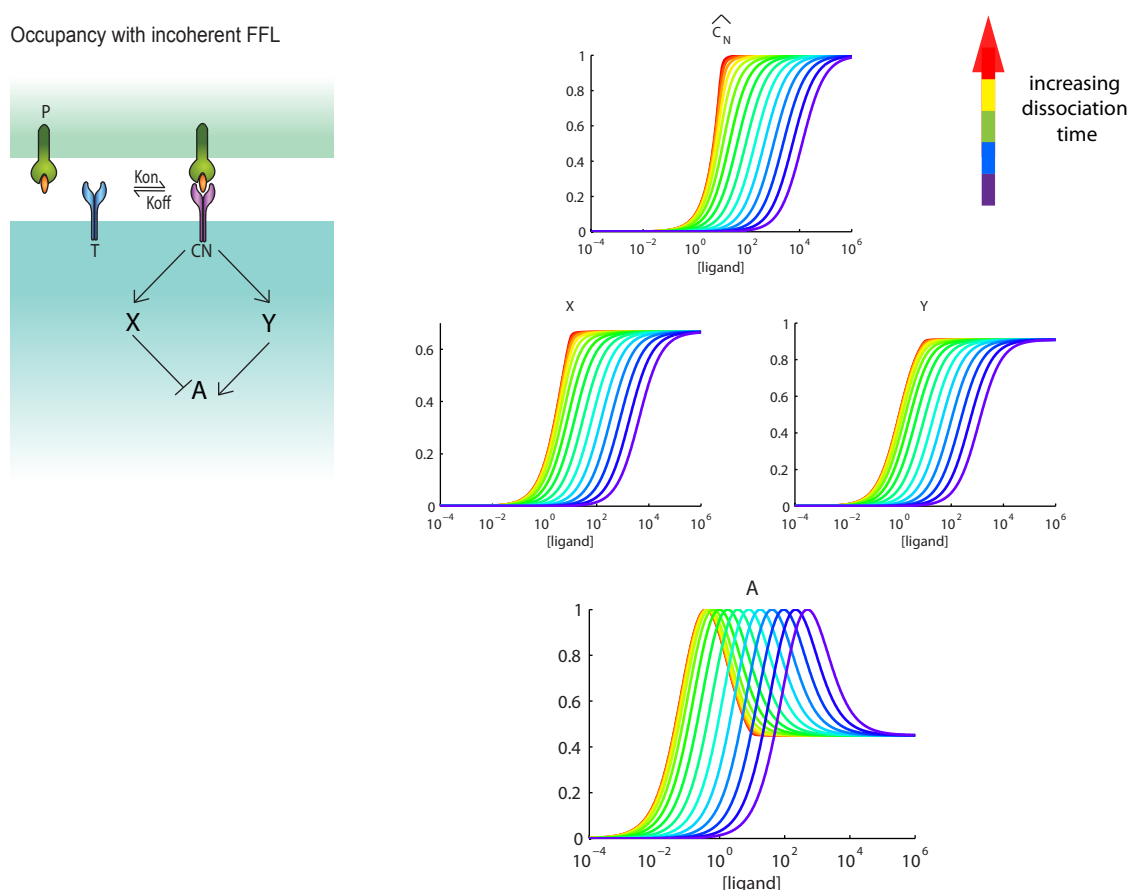 Occupancy with incoherent FFL
P
Kon
Koff
T
CN
X
Y
A
increasing
dissociation
time
C_N^
1
0.8
0.6
0.4
0.2
0
10^-4
10^-2
10^0
10^2
10^4
10^6
[ligand]
X
0.6
0.4
0.2
0
10^-4
10^-2
10^0
10^2
10^4
10^6
[ligand]
Y
1
0.8
0.6
0.4
0.2
0
10^-4
10^-2
10^0
10^2
10^4
10^6
[ligand]
A
1
0.8
0.6
0.4
0.2
0
10^-4
10^-2
10^0
10^2
10^4
10^6
[ligand]